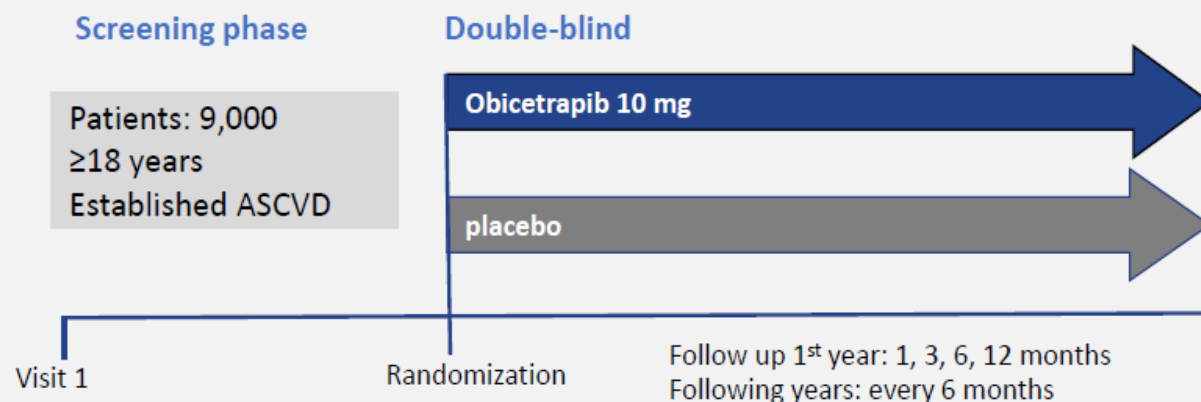 Screening phase
Double-blind
Patients: 9,000
≥18 years
Established ASCVD
Obicetrapib 10 mg
placebo
Visit 1
Randomization
Follow up 1st year: 1, 3, 6, 12 months
Following years: every 6 months